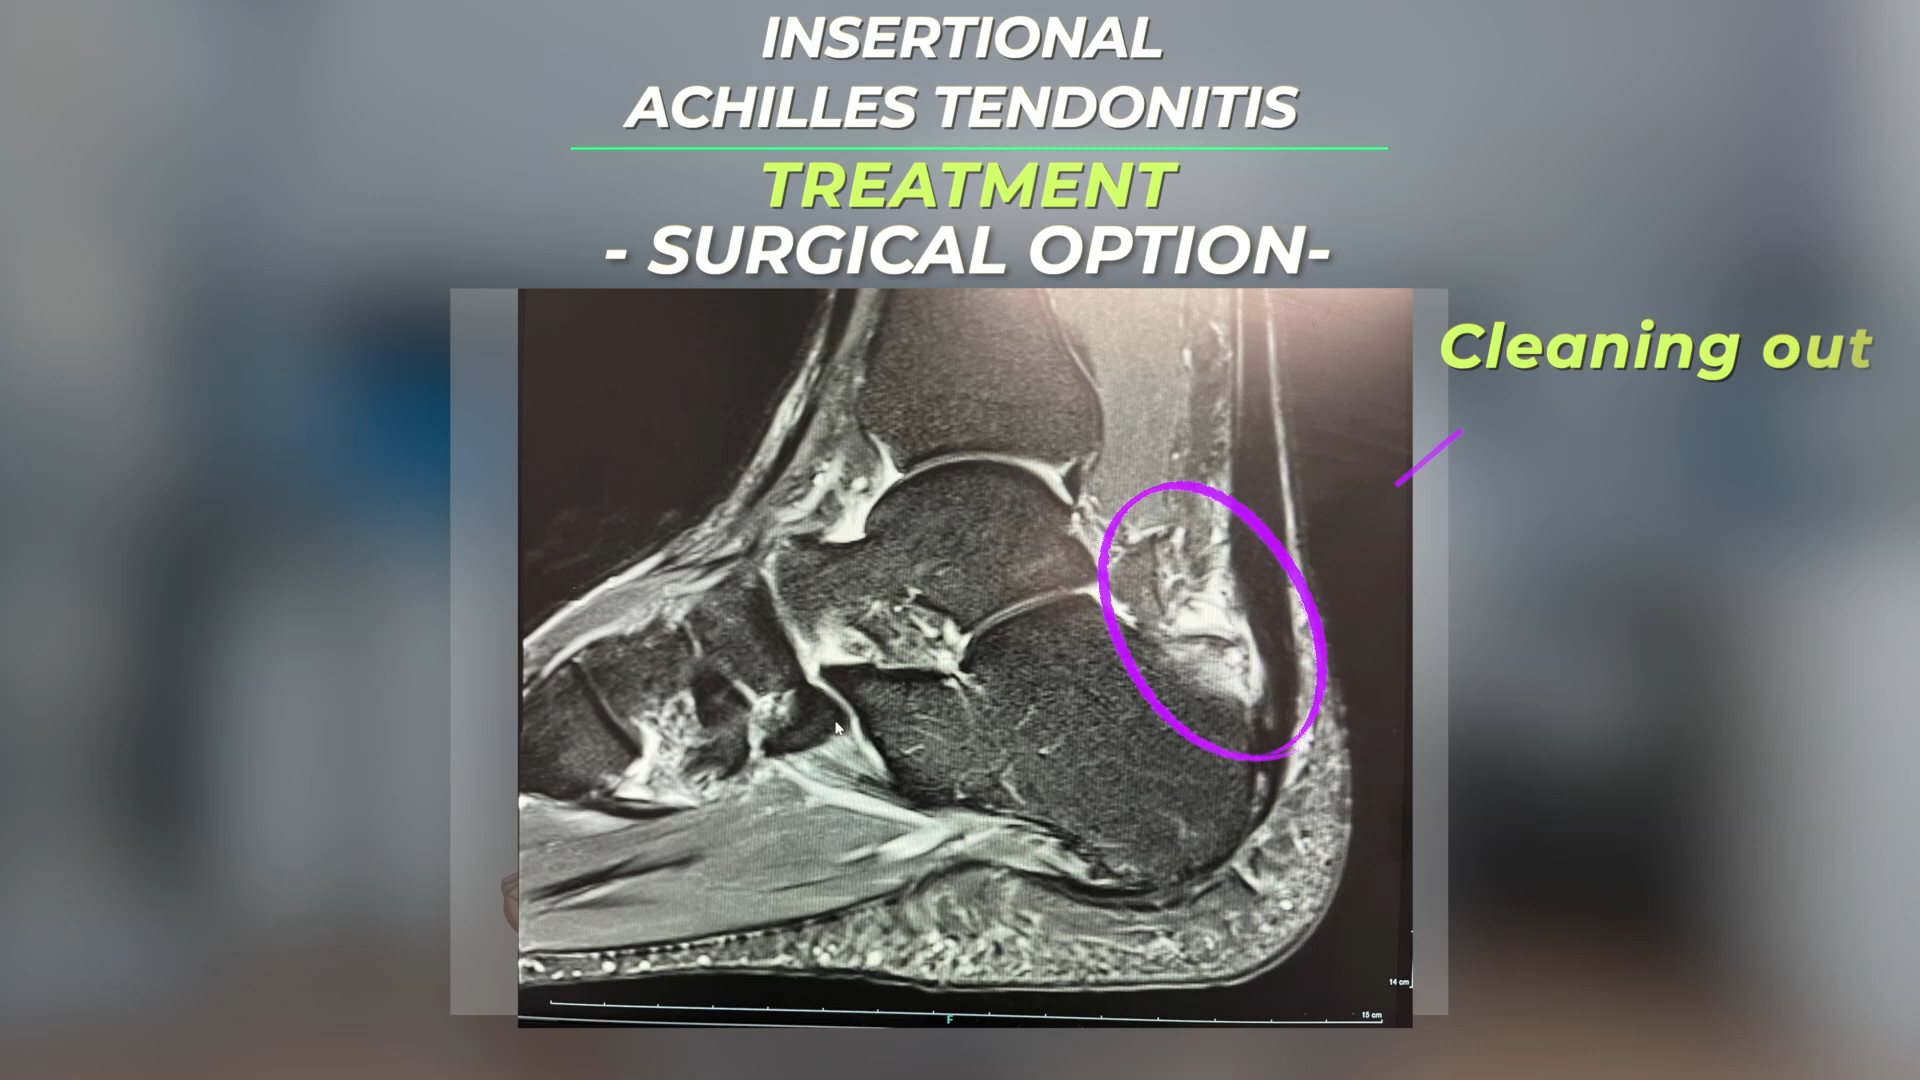 INSERTIONAL
ACHILLES TENDONITIS
TREATMENT
- SURGICAL OPTION-
Cleaning out
14 cm
15 cm
F